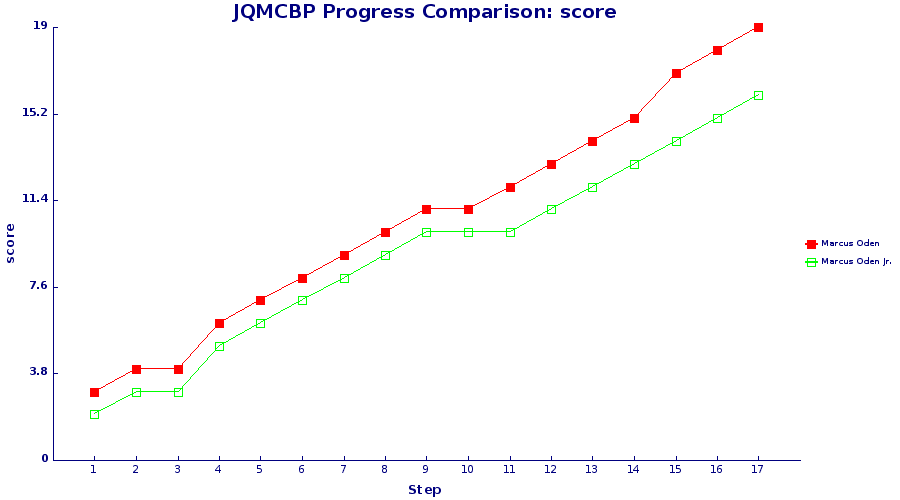 JQMCBP Progress Comparison: score
19
15.2
11.4
7.6
3.8
0
score
1 2 3 4 5 6 7 8 9 10 11 12 13 14 15 16 17
Step
Marcus Oden
Marcus Oden Jr.